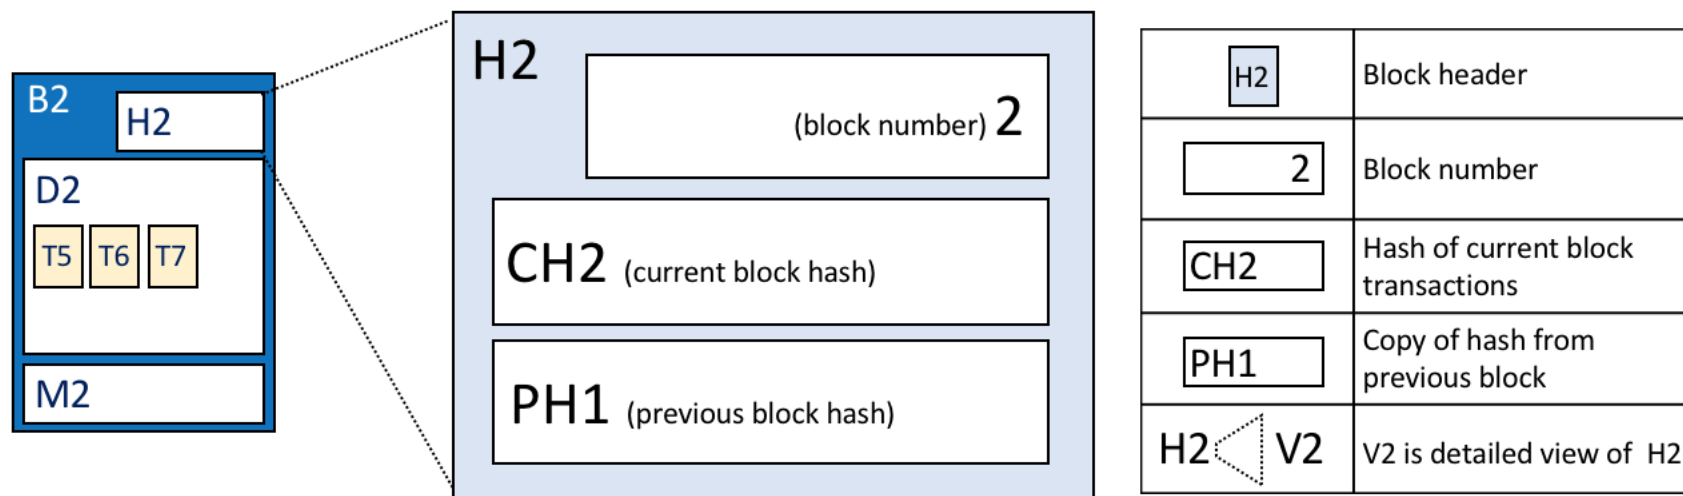 B2
H2
D2
T5 T6 T7
M2
H2
(block number) 2
CH2 (current block hash)
PH1 (previous block hash)
H2 Block header
2 Block number
CH2 Hash of current block
transactions
PH1 Copy of hash from
previous block
H2 V2 V2 is detailed view of H2